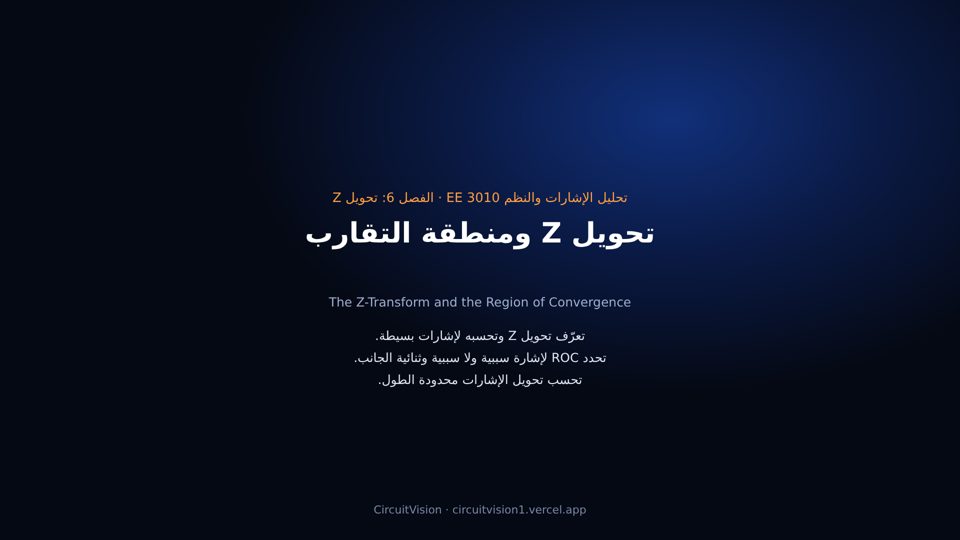 تحليل الإشارات والنظم EE 3010 · الفصل 6: تحويل Z
تحويل Z ومنطقة التقارب
The Z-Transform and the Region of Convergence
تعرّف تحويل Z وتحسبه لإشارات بسيطة.
تحدد ROC لإشارة سببية ولا سببية وثنائية الجانب.
تحسب تحويل الإشارات محدودة الطول.
CircuitVision · circuitvision1.vercel.app